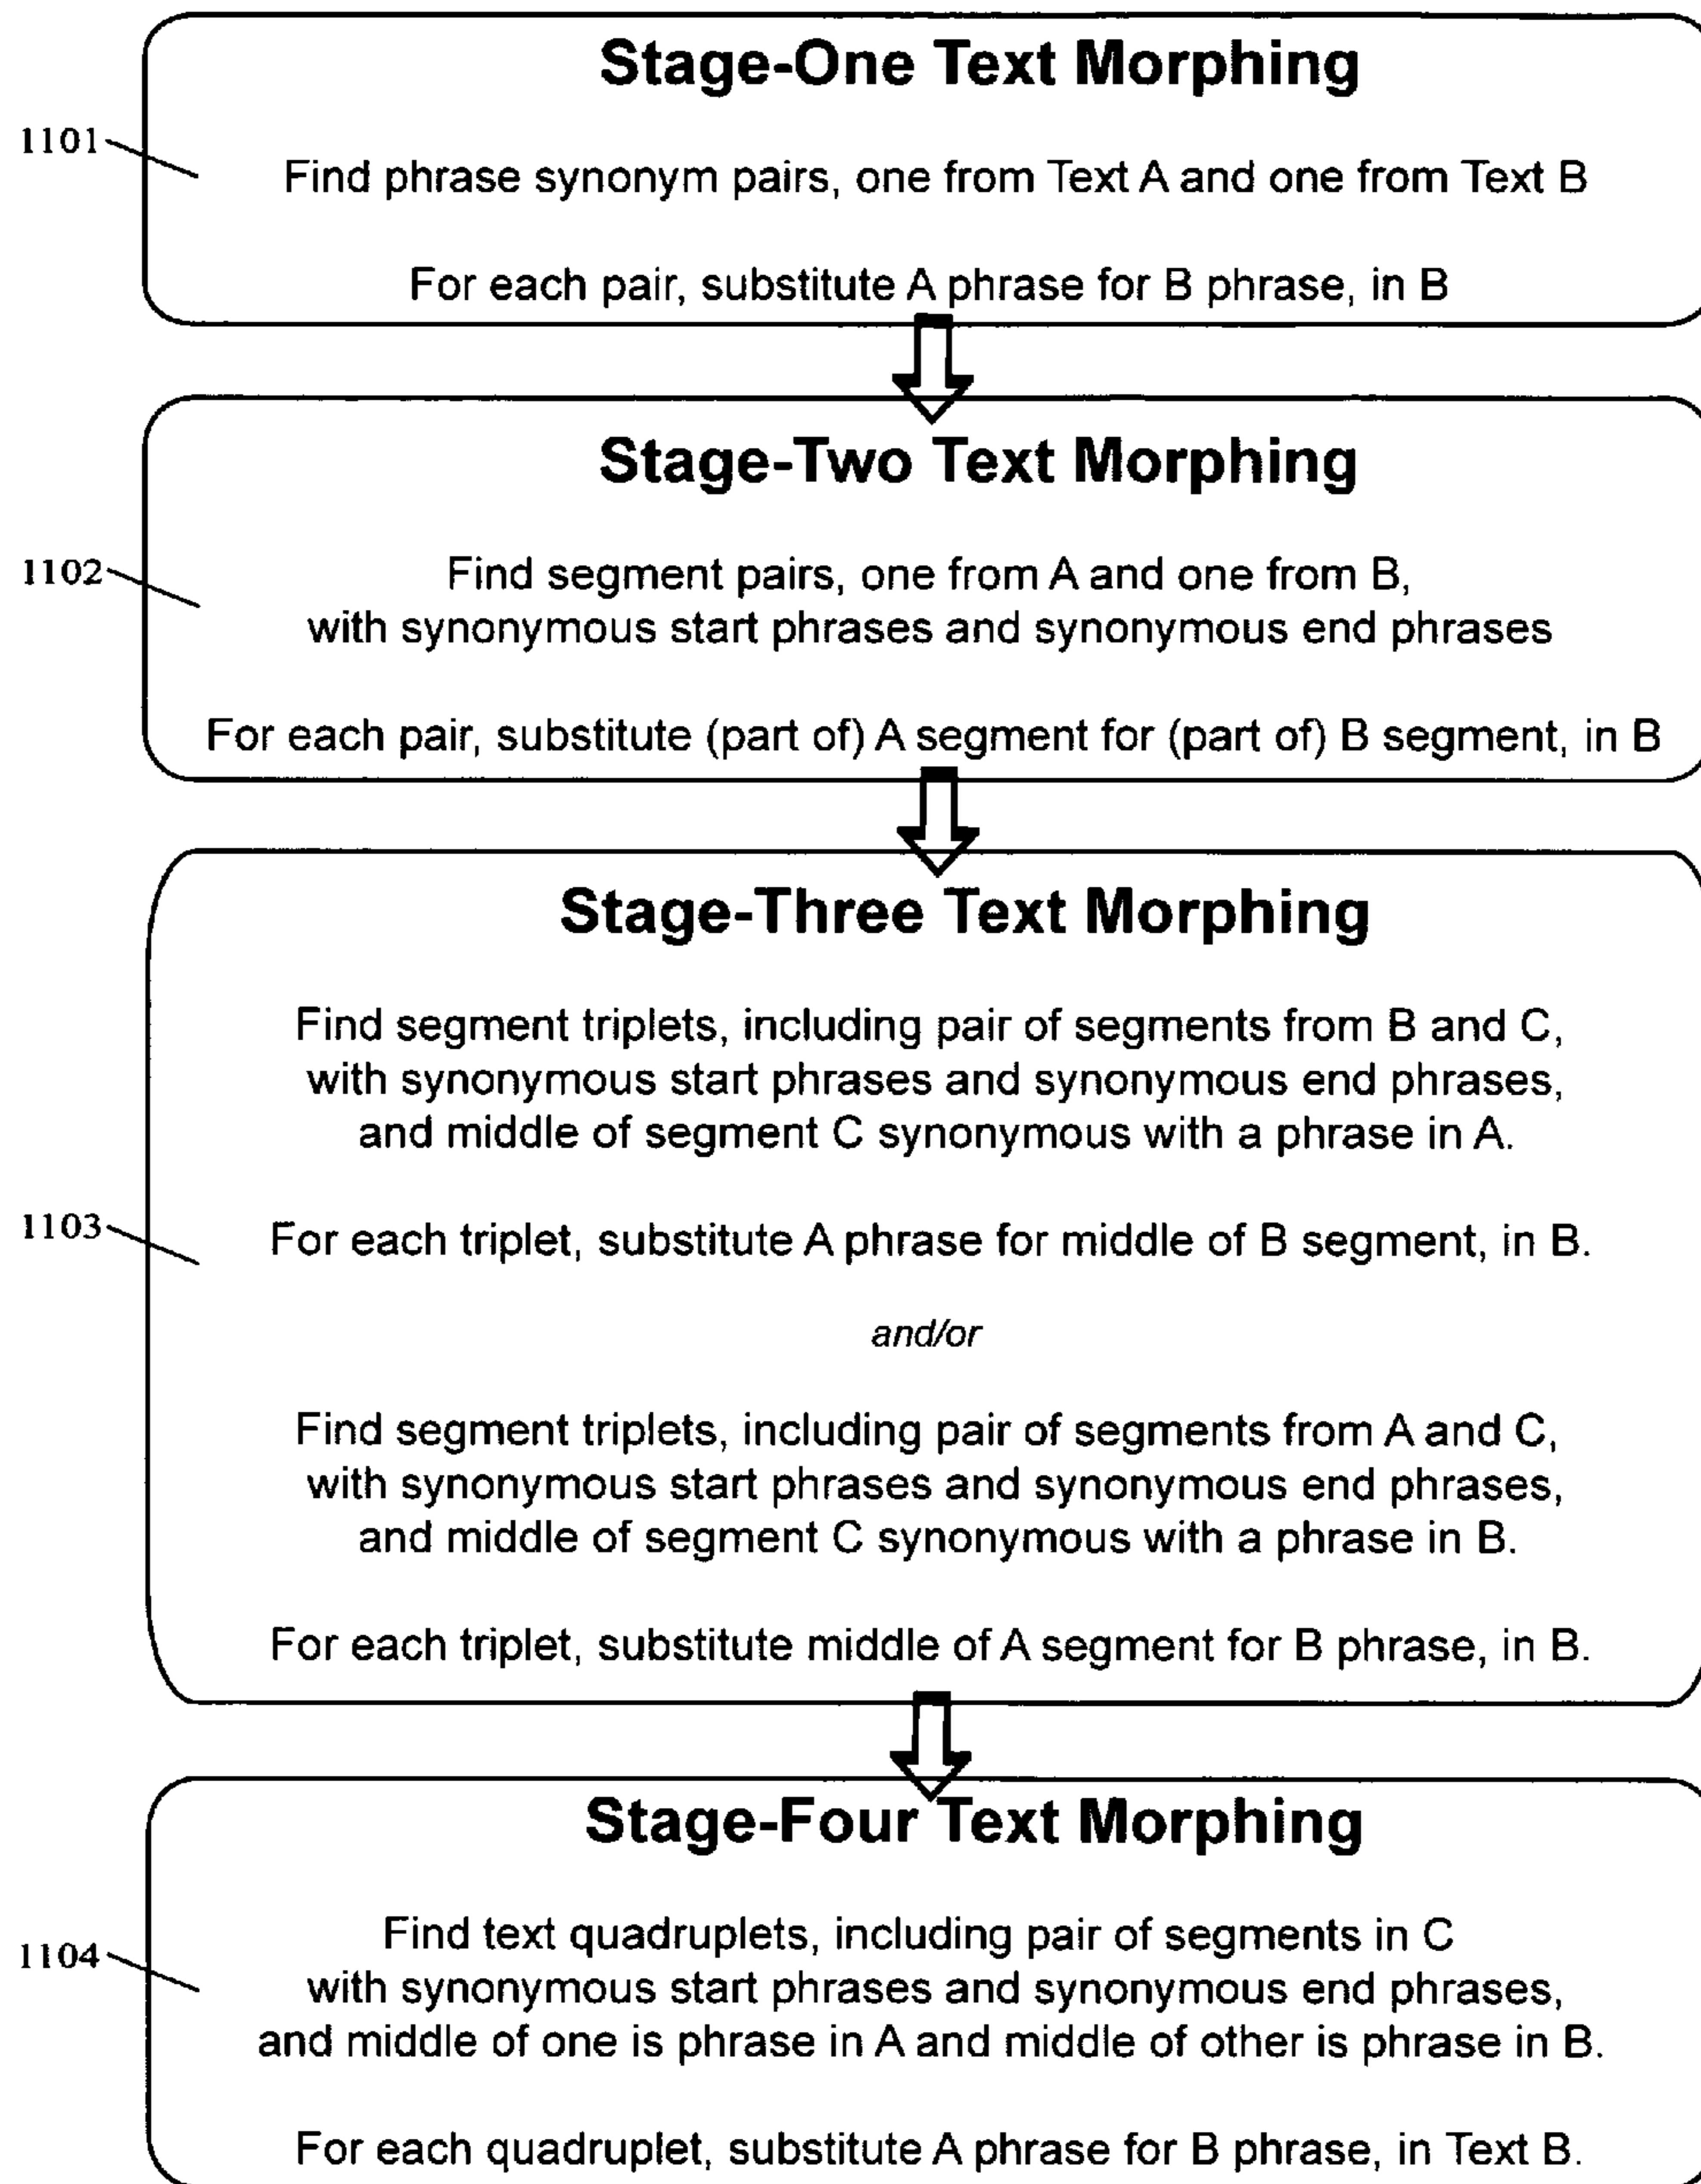 Stage-One Text Morphing
1101
Find phrase synonym pairs, one from Text A and one from Text B
For each pair, substitute A phrase for B phrase, in B
Stage-Two Text Morphing
1102
Find segment pairs, one from A and one from B,
with synonymous start phrases and synonymous end phrases
For each pair, substitute (part of) A segment for (part of) B segment, in B
Stage-Three Text Morphing
Find segment triplets, including pair of segments from B and C,
with synonymous start phrases and synonymous end phrases,
and middle of segment C synonymous with a phrase in A.
1103
For each triplet, substitute A phrase for middle of B segment, in B.
and/or
Find segment triplets, including pair of segments from A and C,
with synonymous start phrases and synonymous end phrases,
and middle of segment C synonymous with a phrase in B.
For each triplet, substitute middle of A segment for B phrase, in B.
Stage-Four Text Morphing
1104
Find text quadruplets, including pair of segments in C
with synonymous start phrases and synonymous end phrases,
and middle of one is phrase in A and middle of other is phrase in B.
For each quadruplet, substitute A phrase for B phrase, in Text B.